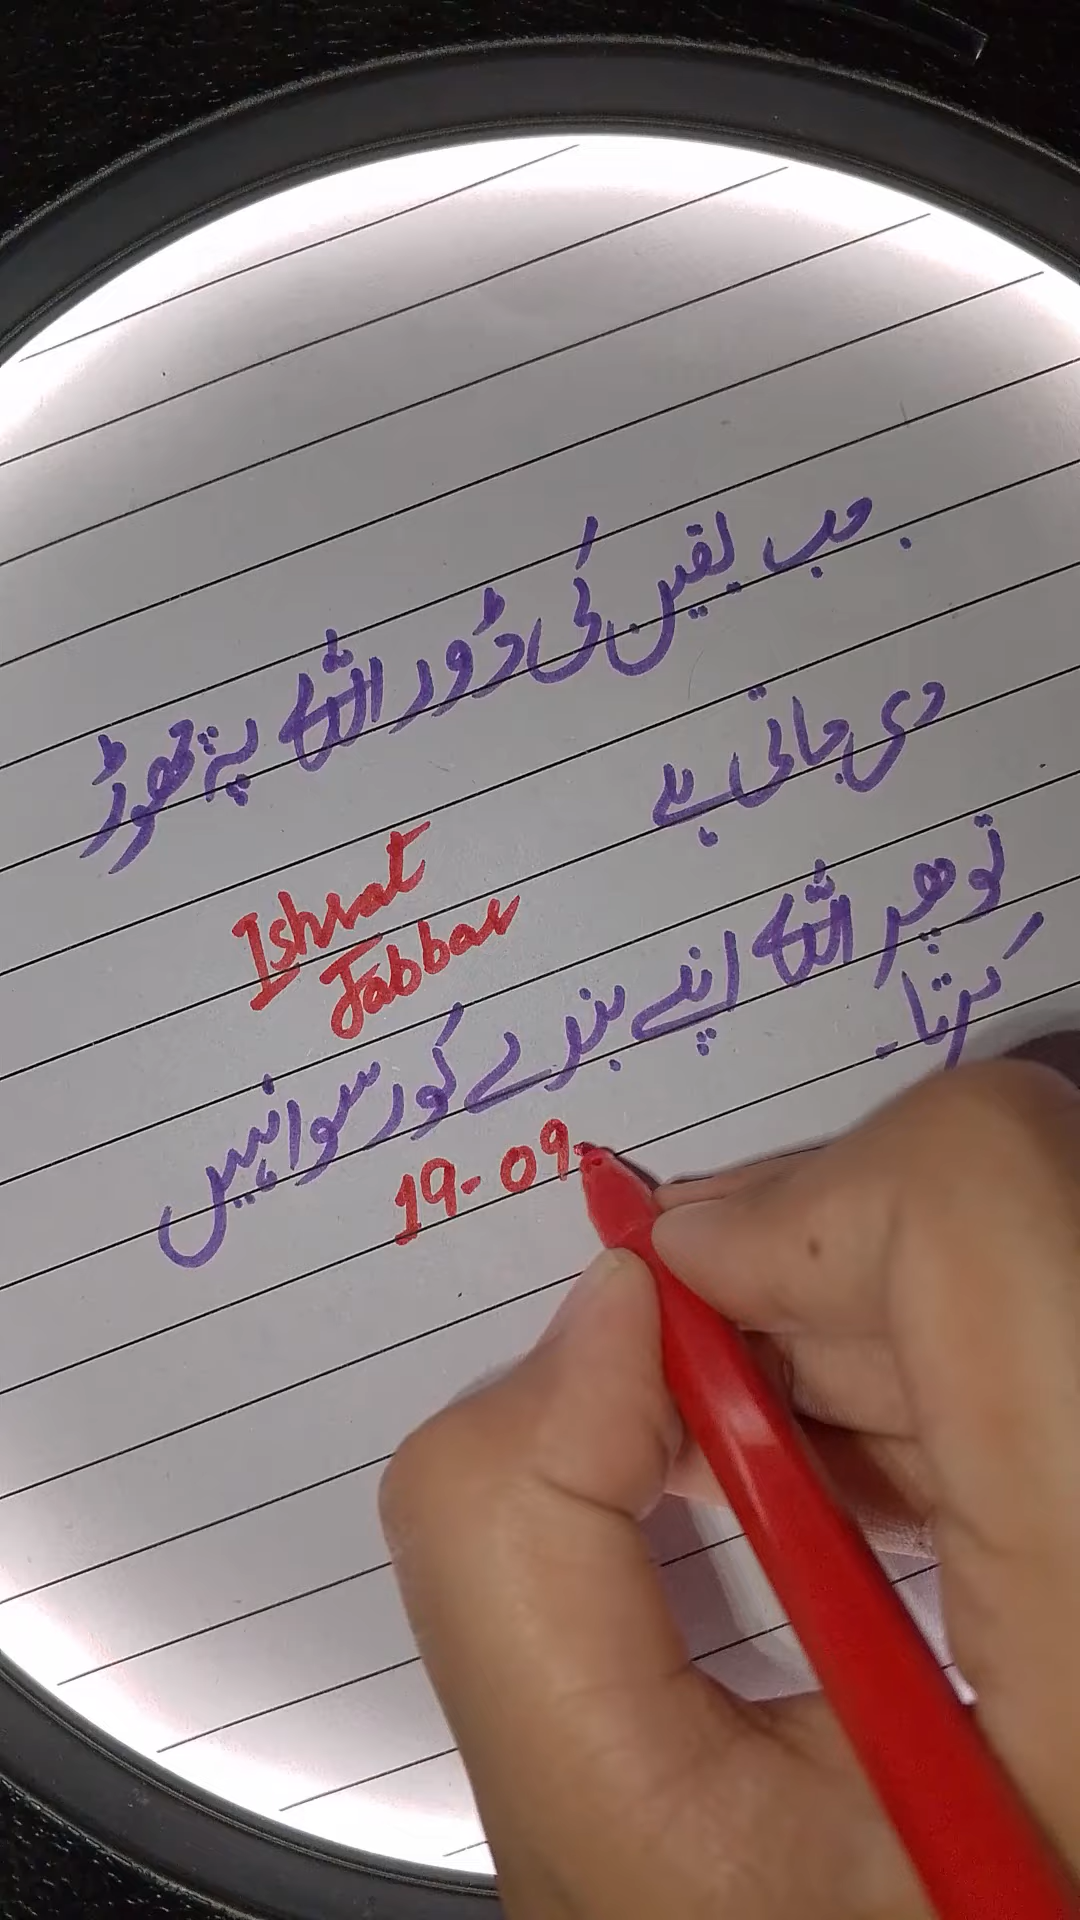 جب یقین کی ڈور اللہ پہ چھوڑ
دی جاتی ہے
Ishrat
Jabbar
تو پھر اللہ اپنے بندے کو رسوا نہیں
کرتا۔
19-09-